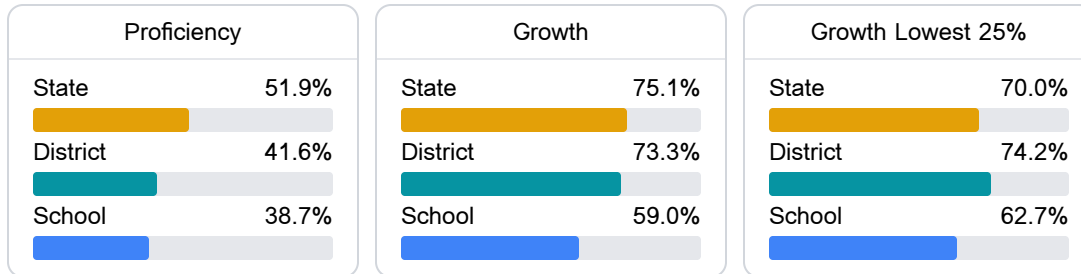 Proficiency
State 51.9%
District 41.6%
School 38.7%
Growth
State 75.1%
District 73.3%
School 59.0%
Growth Lowest 25%
State 70.0%
District 74.2%
School 62.7%